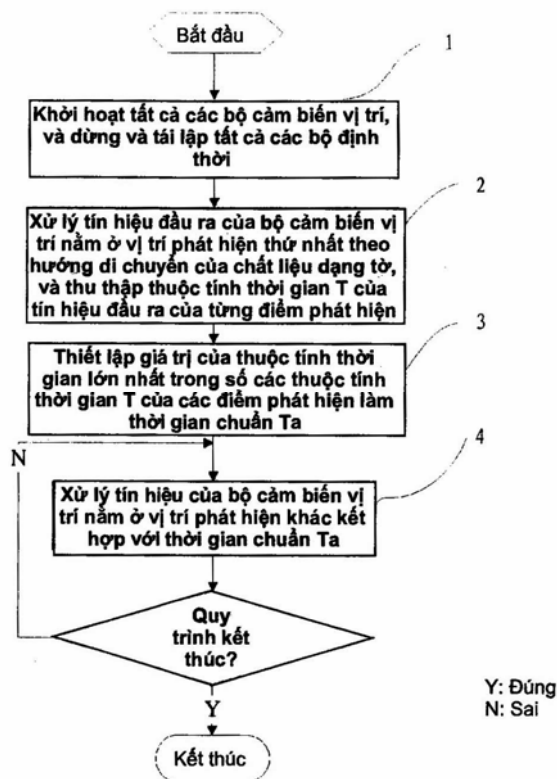 Bắt đầu
1
Khởi hoạt tất cả các bộ cảm biến vị trí,
và dừng và tái lập tất cả các bộ định
thời
2
Xử lý tín hiệu đầu ra của bộ cảm biến vị
trí nằm ở vị trí phát hiện thứ nhất theo
hướng di chuyển của chất liệu dạng tờ,
và thu thập thuộc tính thời gian T của
tín hiệu đầu ra của từng điểm phát hiện
3
Thiết lập giá trị của thuộc tính thời
gian lớn nhất trong số các thuộc tính
thời gian T của các điểm phát hiện làm
thời gian chuẩn Ta
N
4
Xử lý tín hiệu của bộ cảm biến vị
trí nằm ở vị trí phát hiện khác kết
hợp với thời gian chuẩn Ta
Quy
trình kết
thúc?
Y
Y: Đúng
N: Sai
Kết thúc